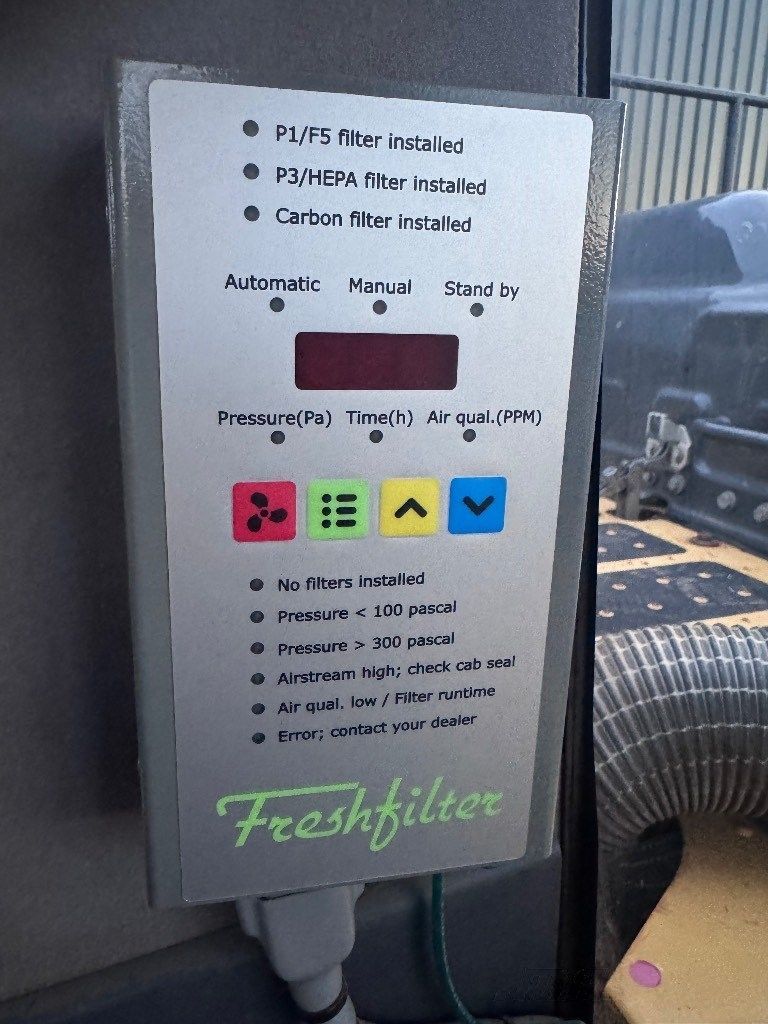 P1/F5 filter installed
P3/HEPA filter installed
Carbon filter installed
Automatic Manual Stand by
Pressure(Pa) Time(h) Air qual.(PPM)
No filters installed
Pressure < 100 pascal
Pressure > 300 pascal
Airstream high; check cab seal
Air qual. low / Filter runtime
Error; contact your dealer
Freshfilter